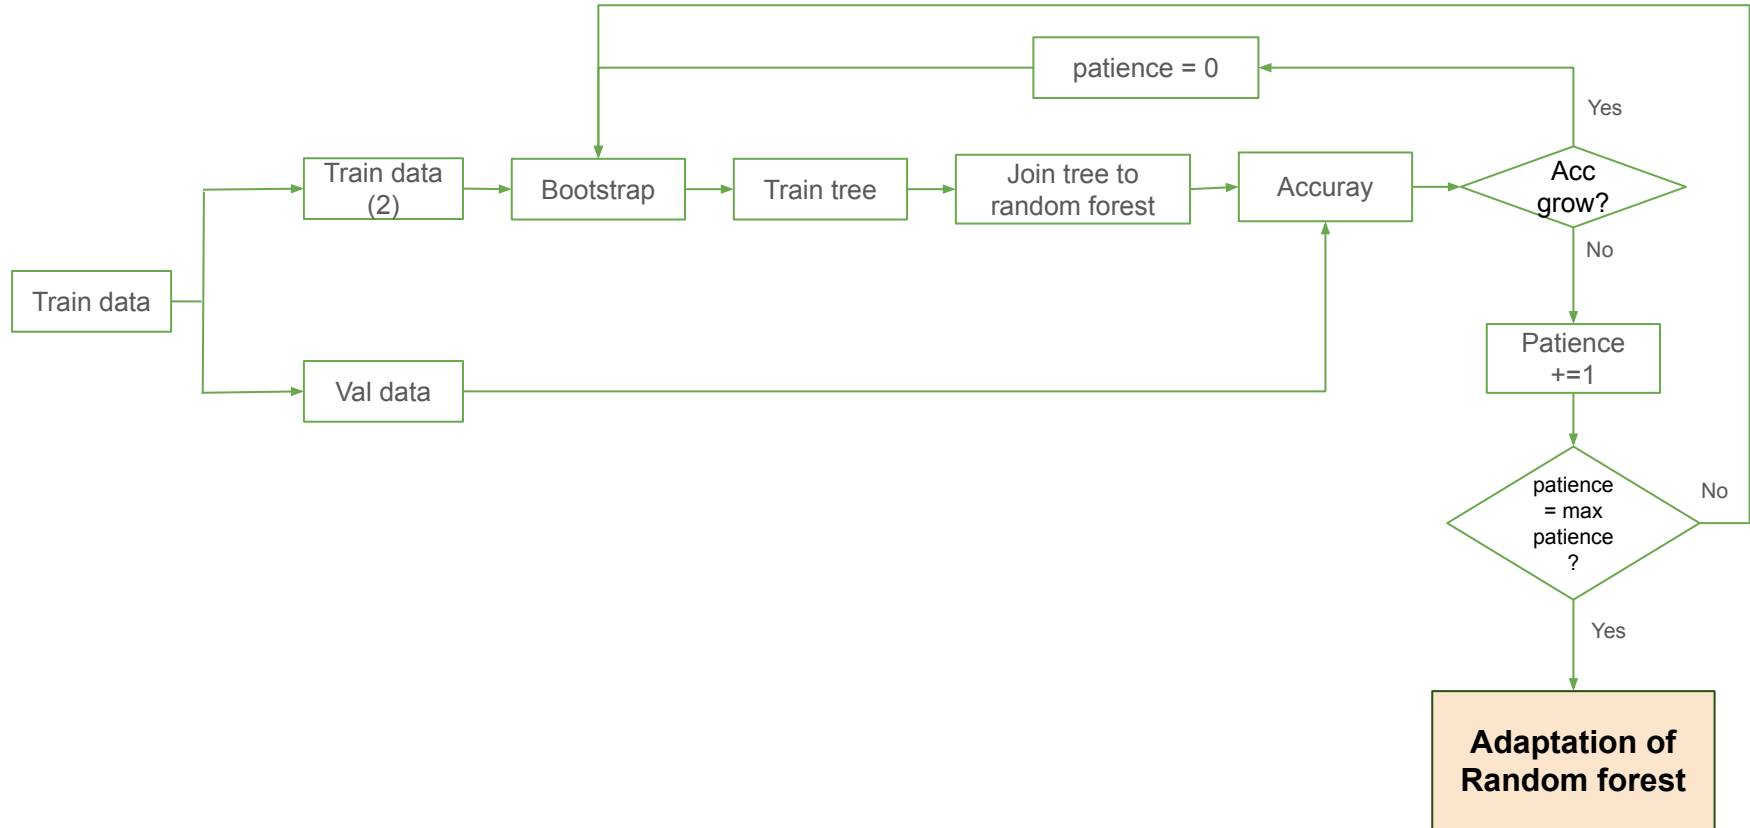 patience = 0
Yes
Train data
(2)
Bootstrap
Train tree
Join tree to
random forest
Accuray
Acc
grow?
No
Train data
Val data
Patience
+=1
patience
= max
patience
?
No
Yes
Adaptation of
Random forest